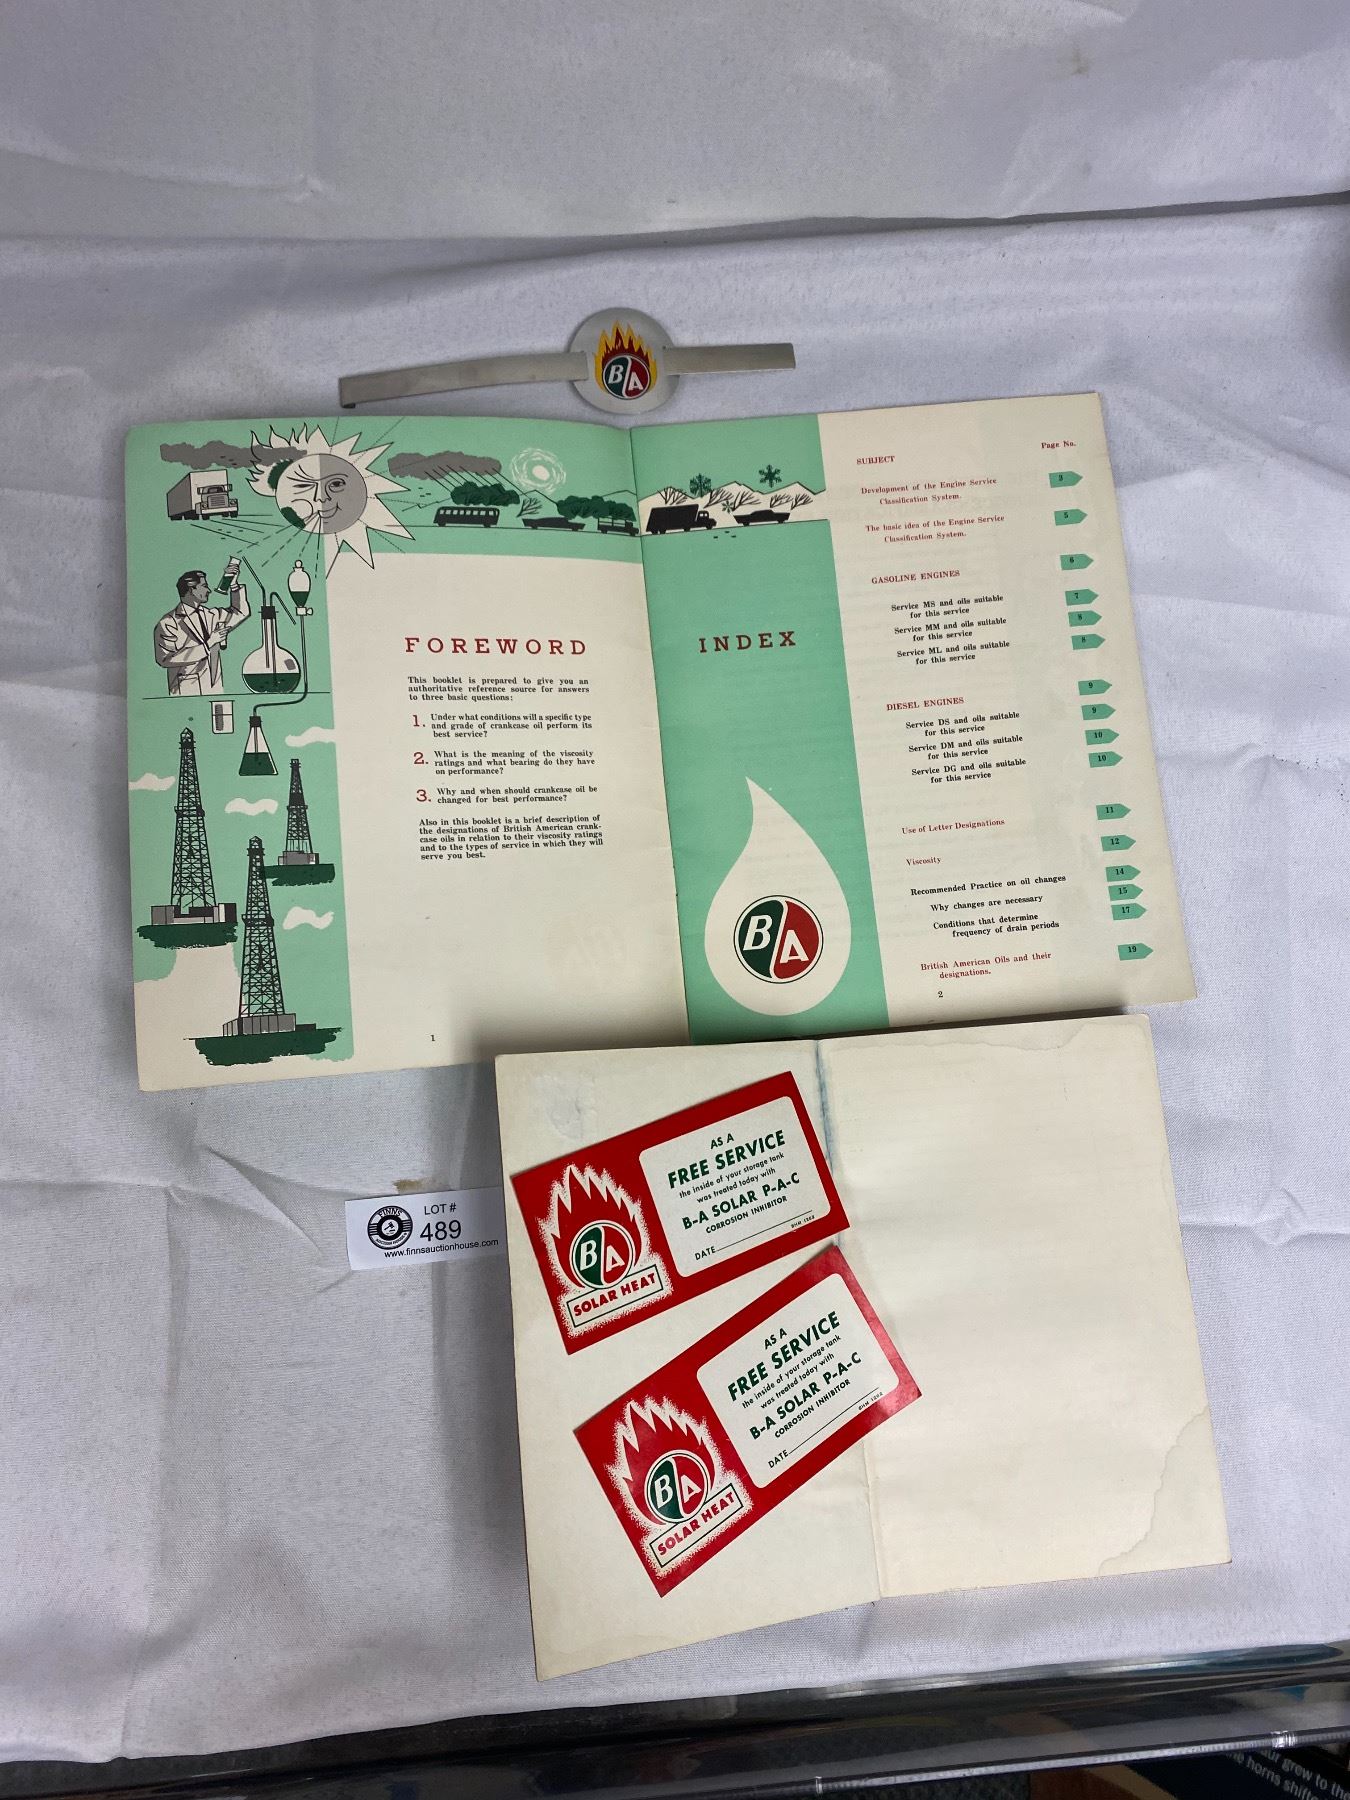 BA
FOREWORD
This booklet is prepared to give you an
authoritative reference source for answers
to three basic questions:
1. Under what conditions will a specific type
and grade of crankcase oil perform its
best service?
2. What is the meaning of the viscosity
ratings and what bearing do they have
on performance?
3. Why and when should crankcase oil be
changed for best performance?
Also in this booklet is a brief description of
the designations of British American crank-
case oils in relation to their viscosity ratings
and to the types of service in which they will
serve you best.
1
INDEX
BA
SUBJECT Page No.
Development of the Engine Service 3
Classification System.
The basic idea of the Engine Service 5
Classification System.
GASOLINE ENGINES 6
Service MS and oils suitable 7
for this service
Service MM and oils suitable 8
for this service
Service ML and oils suitable 8
for this service
DIESEL ENGINES 9
Service DS and oils suitable 9
for this service
Service DM and oils suitable 10
for this service
Service DG and oils suitable 10
for this service
Use of Letter Designations 11
Viscosity 12
Recommended Practice on oil changes 14
Why changes are necessary 15
Conditions that determine 17
frequency of drain periods
British American Oils and their 19
designations.
2
LOT #
489
FINNS
www.finnsauctionhouse.com
BA
SOLAR HEAT
AS A
FREE SERVICE
the inside of your storage tank
was treated today with
B-A SOLAR P-A-C
CORROSION INHIBITOR
DATE
BA
SOLAR HEAT
AS A
FREE SERVICE
the inside of your storage tank
was treated today with
B-A SOLAR P-A-C
CORROSION INHIBITOR
DATE
grew to the
horns shifte